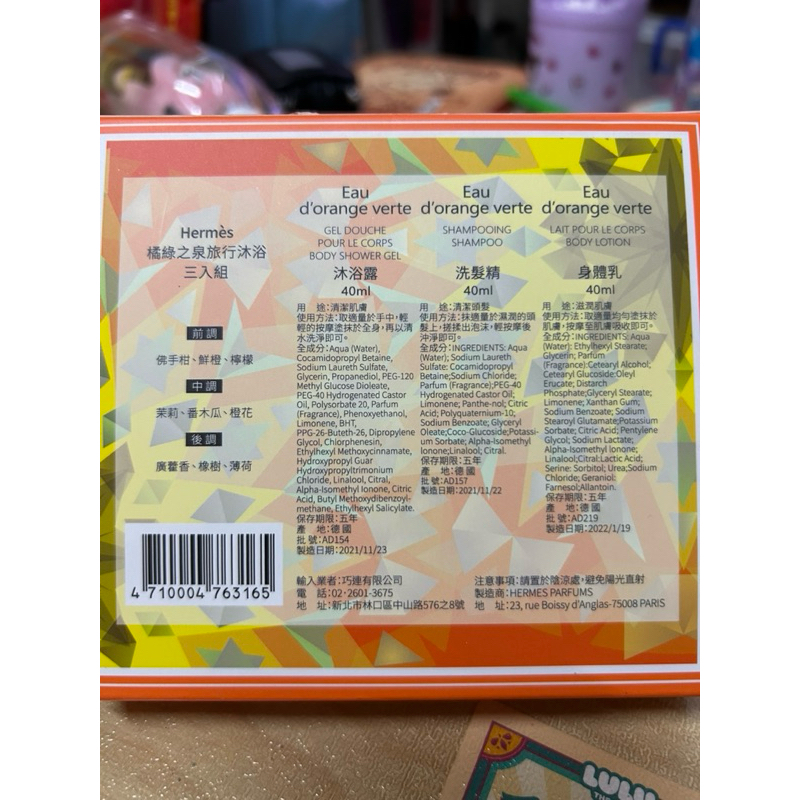 Hermès
橘綠之泉旅行沐浴
三入組
前調
佛手柑、鮮橙、檸檬
中調
茉莉、番木瓜、橙花
後調
廣藿香、橡樹、薄荷
4 710004 763165
Eau
d'orange verte
GEL DOUCHE
POUR LE CORPS
BODY SHOWER GEL
沐浴露
40ml
用　途:清潔肌膚
使用方法:取適量於手中,輕
輕的按摩塗抹於全身,再以清
水洗淨即可。
全成分:Aqua (Water),
Cocamidopropyl Betaine,
Sodium Laureth Sulfate,
Glycerin, Propanediol, PEG-120
Methyl Glucose Dioleate,
PEG-40 Hydrogenated Castor
Oil, Polysorbate 20, Parfum
(Fragrance), Phenoxyethanol,
Limonene, BHT,
PPG-26-Buteth-26, Dipropylene
Glycol, Chlorphenesin,
Ethylhexyl Methoxycinnamate,
Hydroxypropyl Guar
Hydroxypropyltrimonium
Chloride, Linalool, Citral,
Alpha-Isomethyl Ionone, Citric
Acid, Butyl Methoxydibenzoyl-
methane, Ethylhexyl Salicylate.
保存期限:五年
產　地:德國
批 號:AD154
製造日期:2021/11/23
Eau
d'orange verte
SHAMPOOING
SHAMPOO
洗髮精
40ml
用　途:清潔頭髮
使用方法:抹適量於濕潤的頭
髮上,搓揉出泡沫,輕按摩後
沖淨即可。
全成分:INGREDIENTS: Aqua
(Water); Sodium Laureth
Sulfate: Cocamidopropyl
Betaine;Sodium Chloride;
Parfum (Fragrance);PEG-40
Hydrogenated Castor Oil;
Limonene; Panthe-nol; Citric
Acid; Polyquaternium-10;
Sodium Benzoate; Glyceryl
Oleate;Coco-Glucoside;Potassi-
um Sorbate; Alpha-Isomethyl
Ionone;Linalool; Citral.
保存期限:五年
產　地:德國
批 號:AD157
製造日期:2021/11/22
Eau
d'orange verte
LAIT POUR LE CORPS
BODY LOTION
身體乳
40ml
用　途:滋潤肌膚
使用方法:取適量均勻塗抹於
肌膚,按摩至肌膚吸收即可。
全成分:INGREDIENTS: Aqua
(Water); Ethylhexyl Stearate;
Glycerin; Parfum
(Fragrance):Cetearyl Alcohol;
Cetearyl Glucoside:Oleyl
Erucate; Distarch
Phosphate;Glyceryl Stearate;
Limonene; Xanthan Gum;
Sodium Benzoate; Sodium
Stearoyl Glutamate;Potassium
Sorbate; Citric Acid; Pentylene
Glycol; Sodium Lactate;
Alpha-Isomethyl Ionone;
Linalool;Citral:Lactic Acid;
Serine: Sorbitol; Urea;Sodium
Chloride; Geraniol:
Farnesol;Allantoin.
保存期限:五年
產　地:德國
批 號:AD219
製造日期:2022/1/19
輸入業者:巧連有限公司
電　話:02-2601-3675
地　址:新北市林口區中山路576之8號
注意事項:請置於陰涼處,避免陽光直射
製造商:HERMES PARFUMS
地　址:23, rue Boissy d'Anglas-75008 PARIS